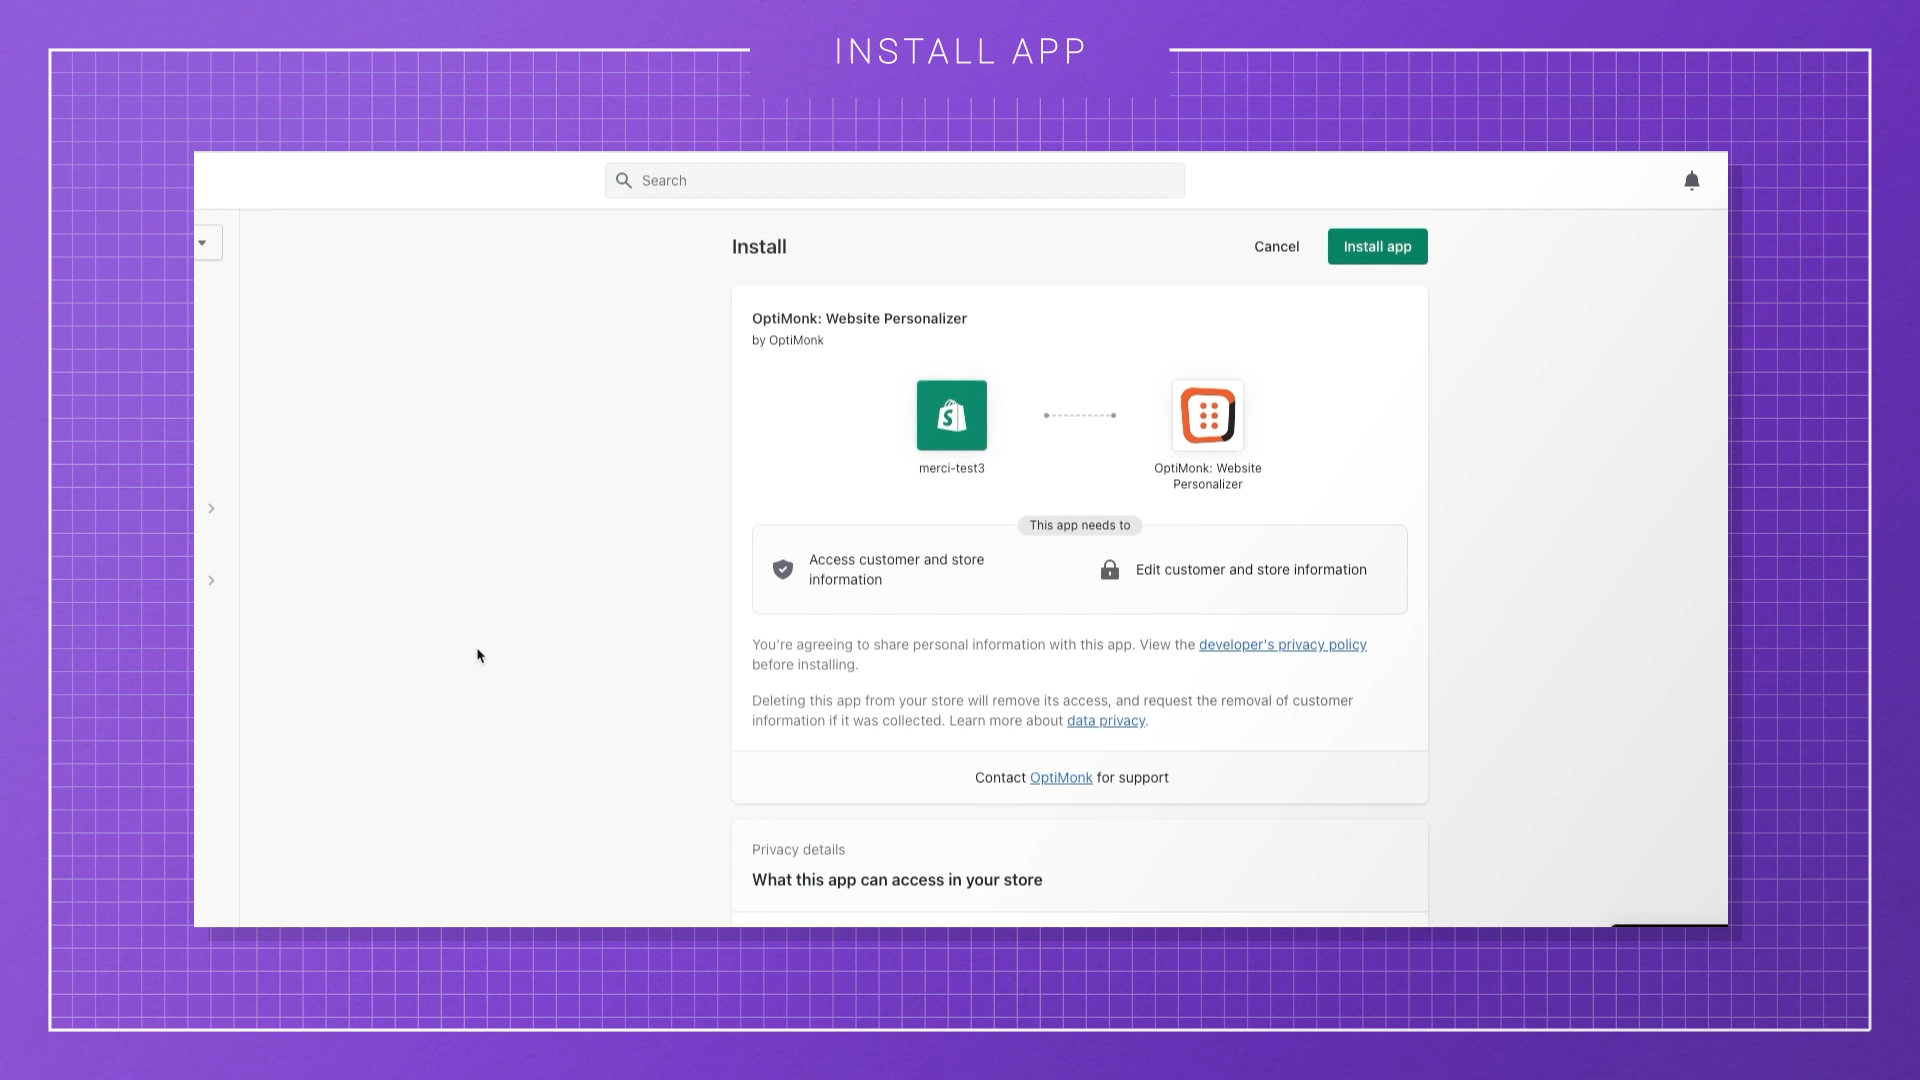 INSTALL APP
Search
Install
Cancel
Install app
OptiMonk: Website Personalizer
by OptiMonk
merci-test3
OptiMonk: Website
Personalizer
This app needs to
Access customer and store
information
Edit customer and store information
You're agreeing to share personal information with this app. View the developer's privacy policy
before installing.
Deleting this app from your store will remove its access, and request the removal of customer
information if it was collected. Learn more about data privacy.
Contact OptiMonk for support
Privacy details
What this app can access in your store